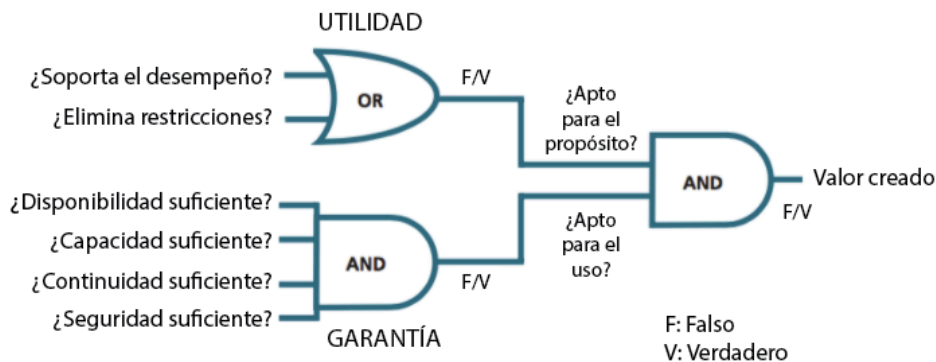 UTILIDAD
¿Soporta el desempeño?
¿Elimina restricciones?
OR
F/V
¿Apto
para el
propósito?
¿Disponibilidad suficiente?
¿Capacidad suficiente?
¿Continuidad suficiente?
¿Seguridad suficiente?
AND
F/V
GARANTÍA
¿Apto
para el
uso?
AND
F/V
Valor creado
F: Falso
V: Verdadero